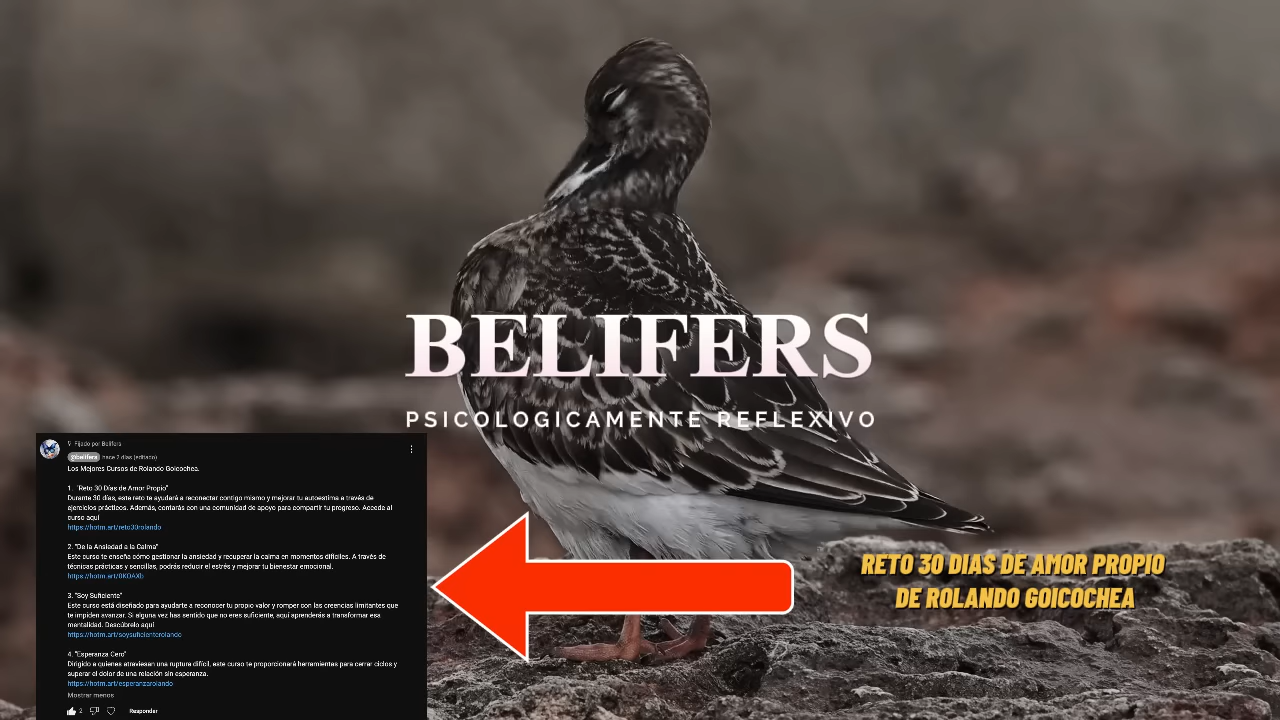 BELIFERS
PSICOLOGICAMENTE REFLEXIVO
Fijado por Belifers
@belifers hace 2 días (editado)
Los Mejores Cursos de Rolando Goicochea.
1. "Reto 30 Días de Amor Propio"
Durante 30 días, este reto te ayudará a reconectar contigo mismo y mejorar tu autoestima a través de
ejercicios prácticos. Además, contarás con una comunidad de apoyo para compartir tu progreso. Accede al
curso aquí
https://hotm.art/reto30rolando
2. "De la Ansiedad a la Calma"
Este curso te enseña cómo gestionar la ansiedad y recuperar la calma en momentos difíciles. A través de
técnicas prácticas y sencillas, podrás reducir el estrés y mejorar tu bienestar emocional.
https://hotm.art/0KOAXb
3. "Soy Suficiente"
Este curso está diseñado para ayudarte a reconocer tu propio valor y romper con las creencias limitantes que
te impiden avanzar. Si alguna vez has sentido que no eres suficiente, aquí aprenderás a transformar esa
mentalidad. Descúbrelo aquí
https://hotm.art/soysuficienterolando
4. "Esperanza Cero"
Dirigido a quienes atraviesan una ruptura difícil, este curso te proporcionará herramientas para cerrar ciclos y
superar el dolor de una relación sin esperanza.
https://hotm.art/esperanzarolando
Mostrar menos
2 Responder
RETO 30 DIAS DE AMOR PROPIO
DE ROLANDO GOICOCHEA